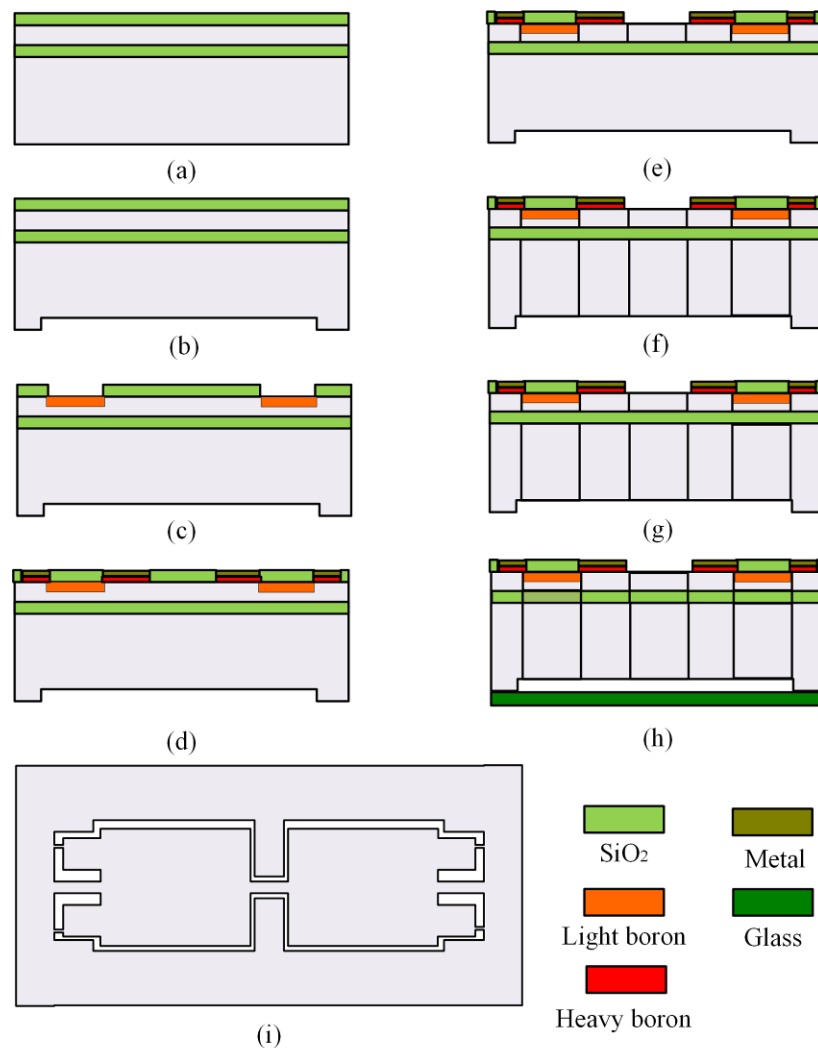 (a)
(b)
(c)
(d)
(e)
(f)
(g)
(h)
(i)
SiO₂
Metal
Light boron
Glass
Heavy boron